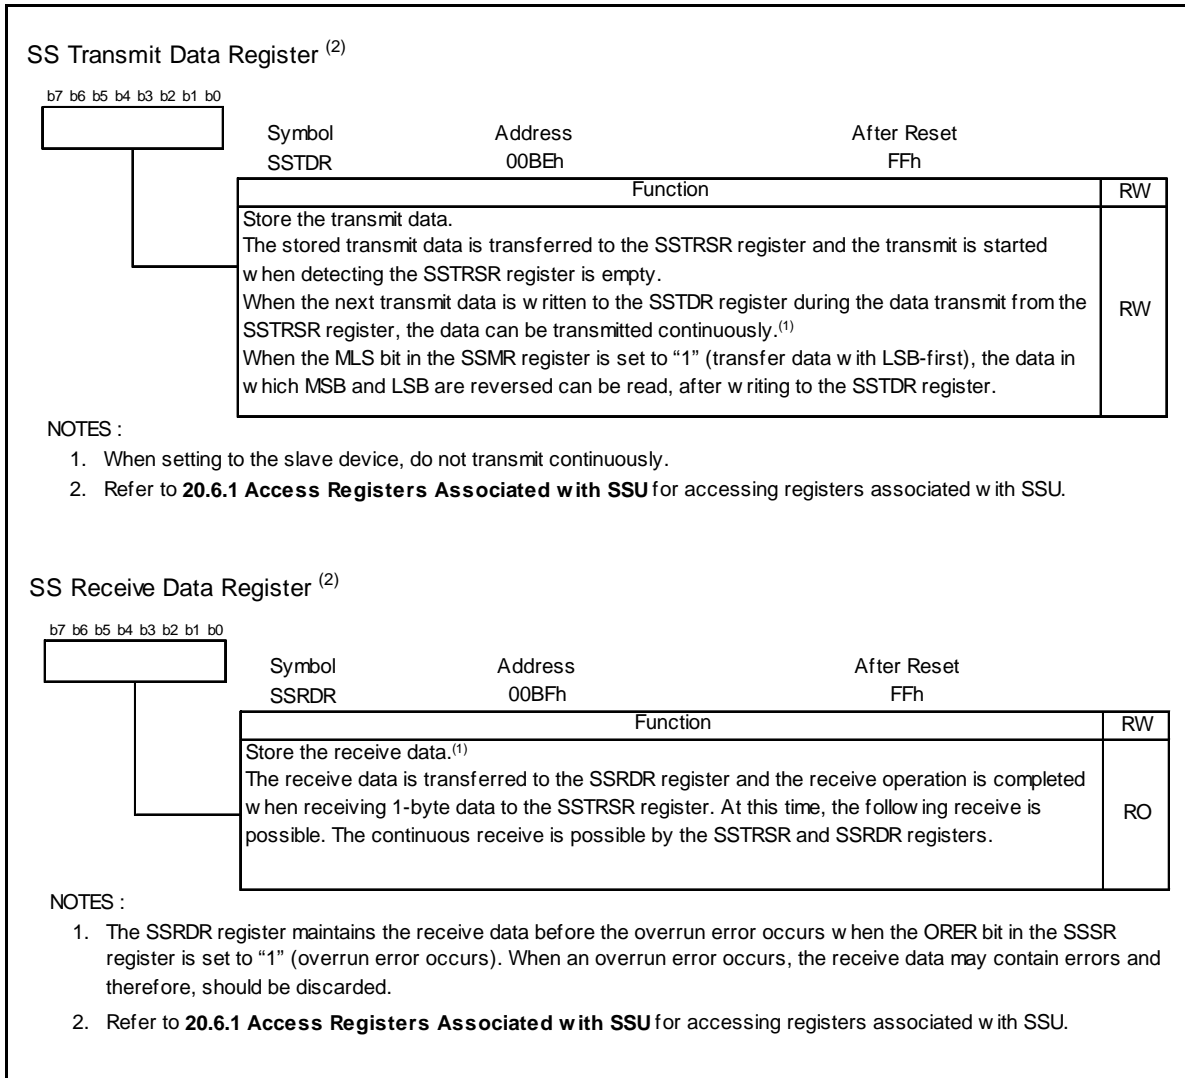 SS Transmit Data Register (2)
b7 b6 b5 b4 b3 b2 b1 b0
Symbol Address After Reset
SSTDR 00BEh FFh
Function RW
Store the transmit data.
The stored transmit data is transferred to the SSTRSR register and the transmit is started
when detecting the SSTRSR register is empty.
When the next transmit data is written to the SSTDR register during the data transmit from the
SSTRSR register, the data can be transmitted continuously.(1)
When the MLS bit in the SSMR register is set to “1” (transfer data with LSB-first), the data in
which MSB and LSB are reversed can be read, after writing to the SSTDR register.
RW
NOTES :
1. When setting to the slave device, do not transmit continuously.
2. Refer to 20.6.1 Access Registers Associated with SSU for accessing registers associated with SSU.
SS Receive Data Register (2)
b7 b6 b5 b4 b3 b2 b1 b0
Symbol Address After Reset
SSRDR 00BFh FFh
Function RW
Store the receive data.(1)
The receive data is transferred to the SSRDR register and the receive operation is completed
when receiving 1-byte data to the SSTRSR register. At this time, the following receive is
possible. The continuous receive is possible by the SSTRSR and SSRDR registers.
RO
NOTES :
1. The SSRDR register maintains the receive data before the overrun error occurs when the ORER bit in the SSSR
register is set to “1” (overrun error occurs). When an overrun error occurs, the receive data may contain errors and
therefore, should be discarded.
2. Refer to 20.6.1 Access Registers Associated with SSU for accessing registers associated with SSU.